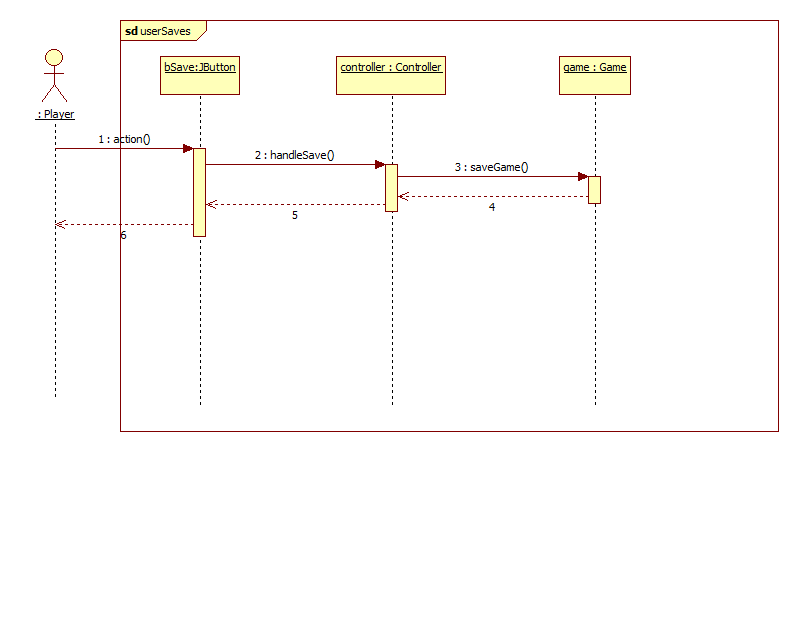 sd userSaves
bSave:JButton
controller : Controller
game : Game
: Player
1 : action()
2 : handleSave()
3 : saveGame()
4
5
6